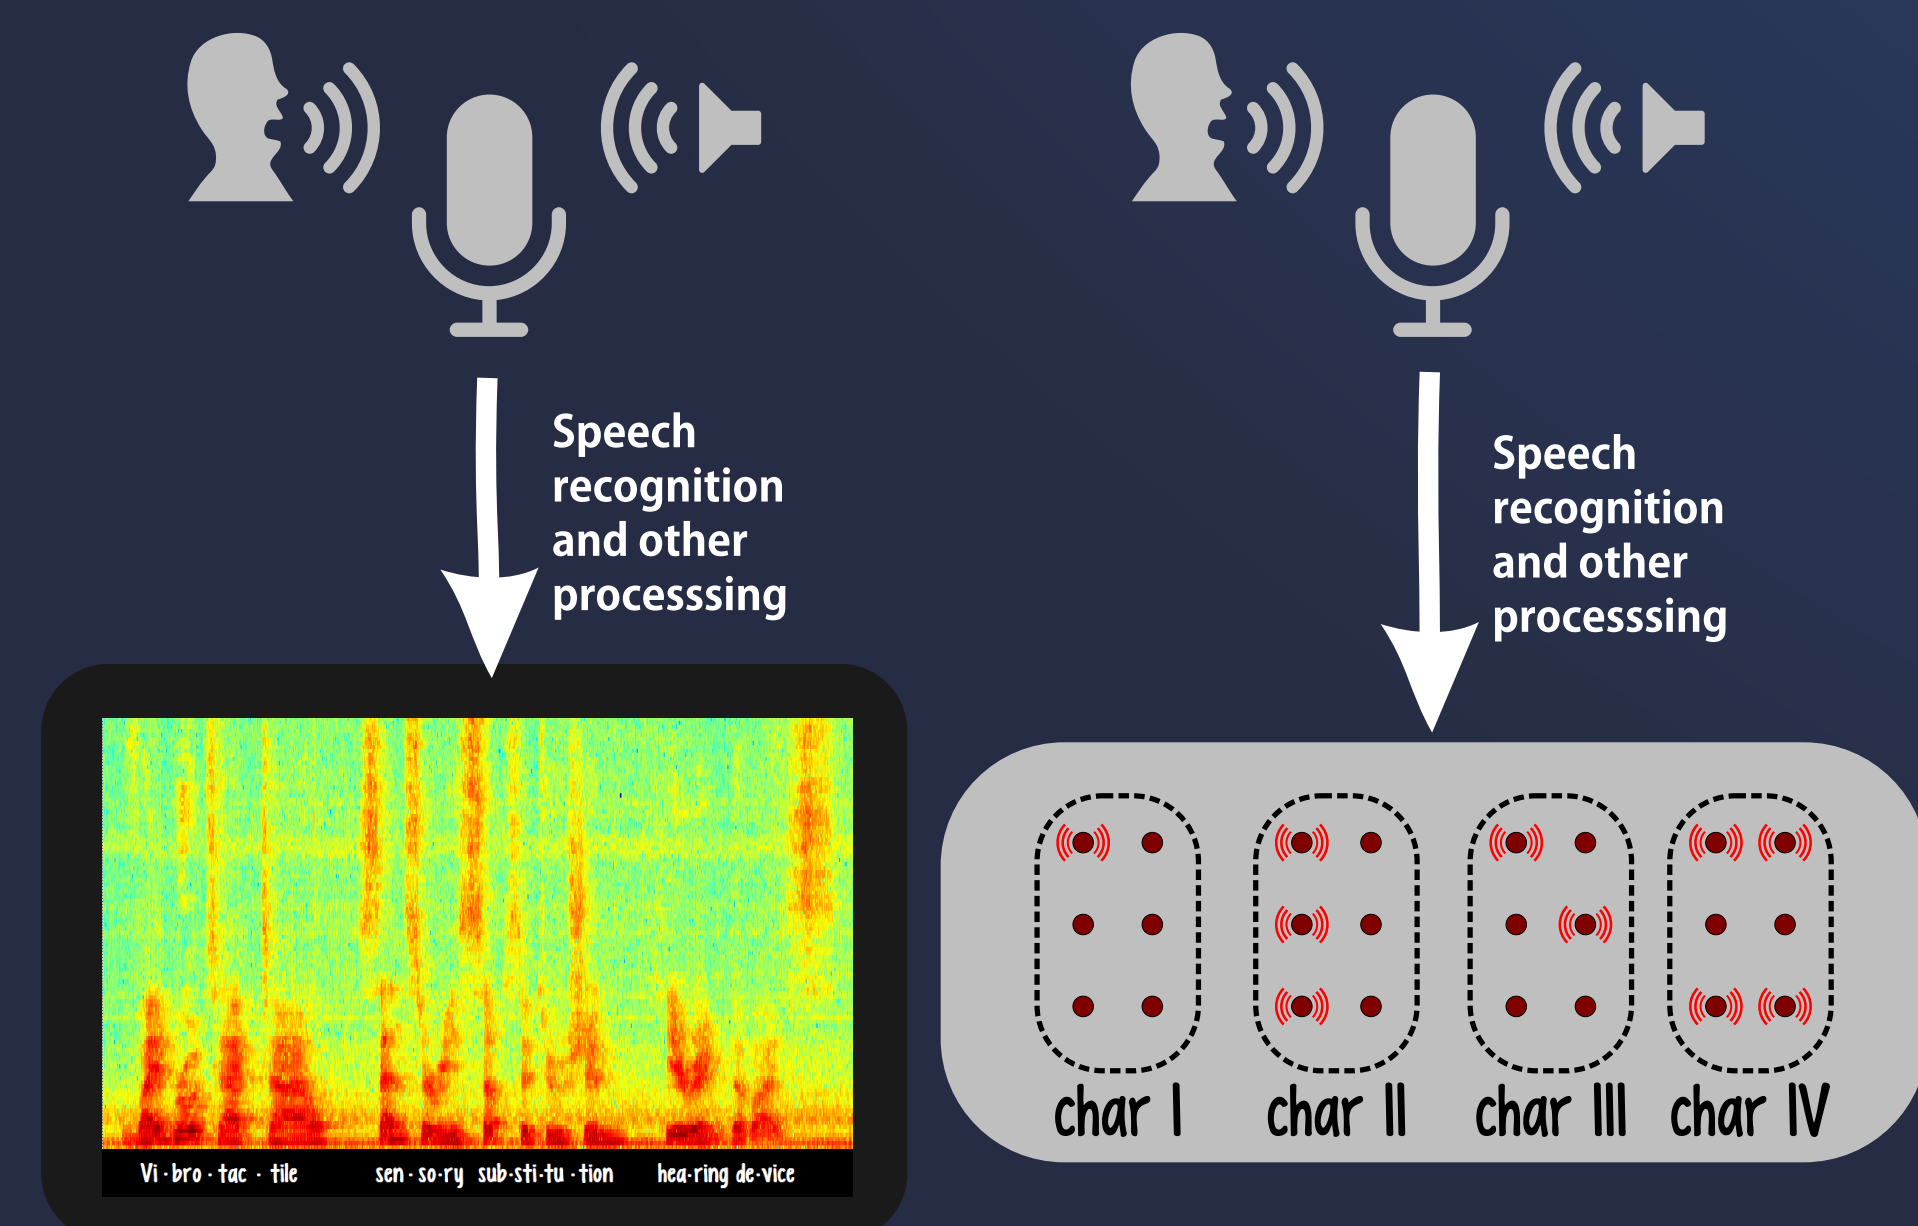 Speech
recognition
and other
processsing
Speech
recognition
and other
processsing
Vi - bro - tac - tile sen - so-ry sub-sti-tu - tion hea-ring de-vice
char I char II char III char IV